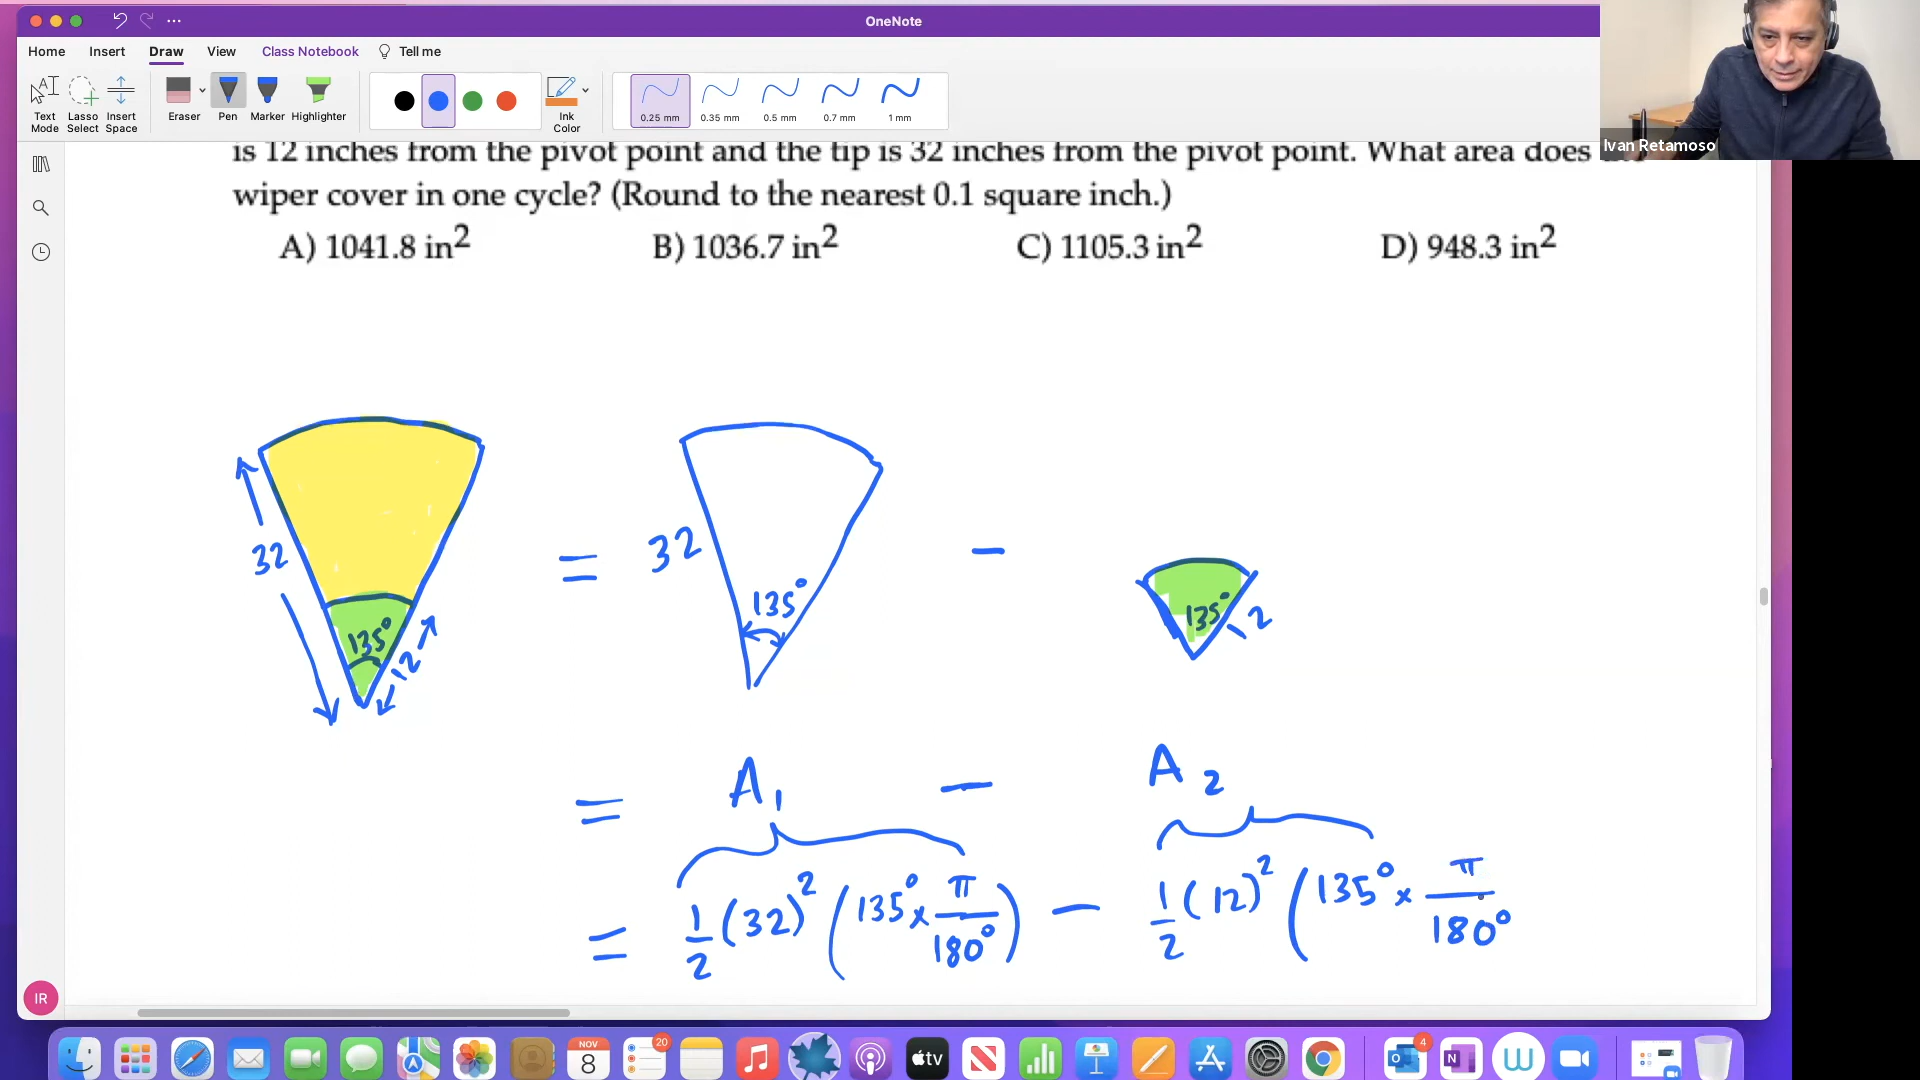 OneNote
Home Insert Draw View Class Notebook Tell me
Text Mode
Lasso Select
Insert Space
Eraser
Pen
Marker
Highlighter
Ink Color
0.25 mm
0.35 mm
0.5 mm
0.7 mm
1 mm
Ivan Retamoso
is 12 inches from the pivot point and the tip is 32 inches from the pivot point. What area does
wiper cover in one cycle? (Round to the nearest 0.1 square inch.)
A) 1041.8 in² B) 1036.7 in² C) 1105.3 in² D) 948.3 in²
32 135° 12
= 32 135° - 135° 12
= A₁ - A₂
= 1/2 (32)² (135° × π/180°) - 1/2 (12)² (135° × π/180°
IR
NOV
8
20
tv
4